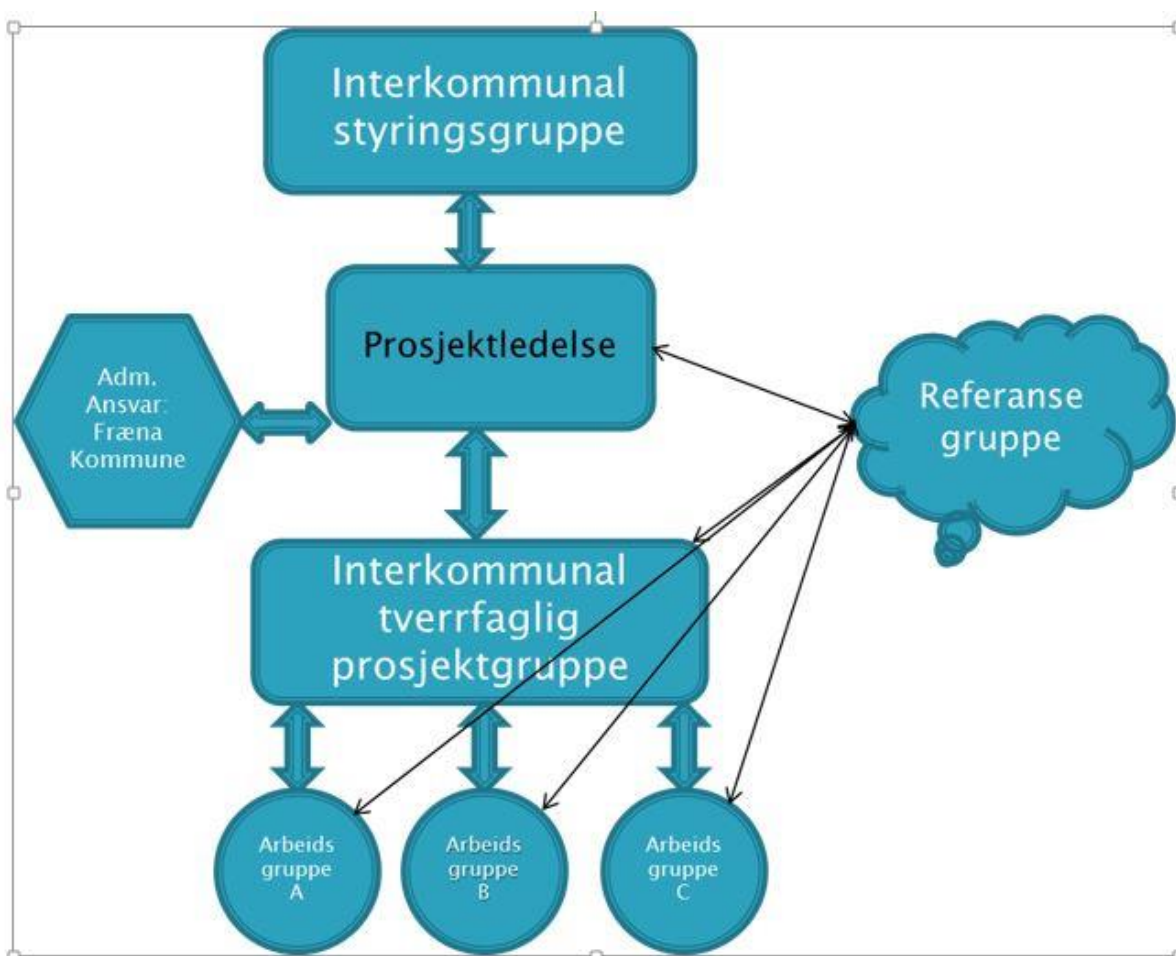 Interkommunal
styringsgruppe
Prosjektledelse
Adm.
Ansvar:
Fræna
Kommune
Referanse
gruppe
Interkommunal
tverrfaglig
prosjektgruppe
Arbeids
gruppe
A
Arbeids
gruppe
B
Arbeids
gruppe
C